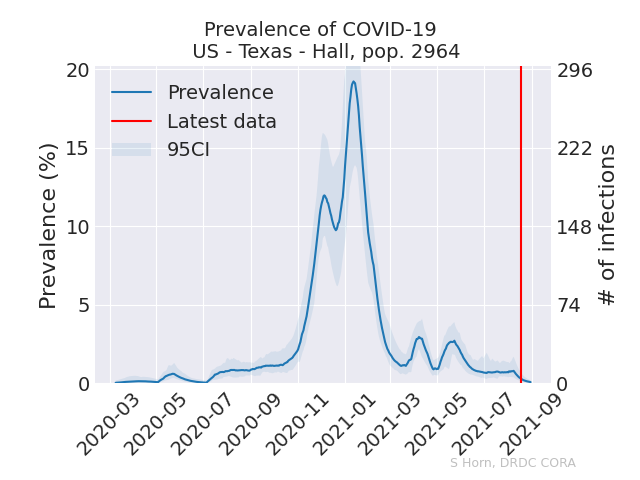 Prevalence of COVID-19
US - Texas - Hall, pop. 2964
Prevalence (%)
20
15
10
5
0
Prevalence
Latest data
95CI
296
222
148
74
0
# of infections
2020-03
2020-05
2020-07
2020-09
2020-11
2021-01
2021-03
2021-05
2021-07
2021-09
S Horn, DRDC CORA